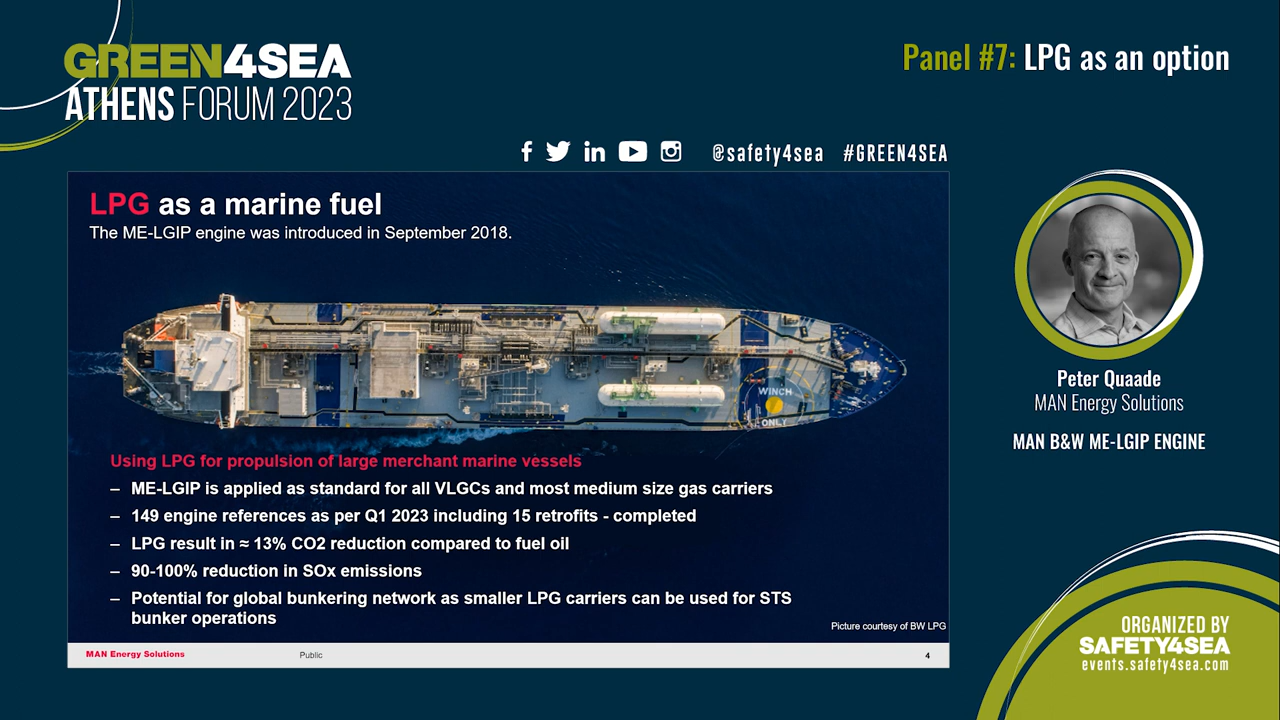 GREEN4SEA
ATHENS FORUM 2023
Panel #7: LPG as an option
@safety4sea #GREEN4SEA
LPG as a marine fuel
The ME-LGIP engine was introduced in September 2018.
WINCH
ONLY
Using LPG for propulsion of large merchant marine vessels
– ME-LGIP is applied as standard for all VLGCs and most medium size gas carriers
– 149 engine references as per Q1 2023 including 15 retrofits - completed
– LPG result in ≈ 13% CO2 reduction compared to fuel oil
– 90-100% reduction in SOx emissions
– Potential for global bunkering network as smaller LPG carriers can be used for STS
bunker operations
Picture courtesy of BW LPG
MAN Energy Solutions
Public
4
Peter Quaade
MAN Energy Solutions
MAN B&W ME-LGIP ENGINE
ORGANIZED BY
SAFETY4SEA
events.safety4sea.com